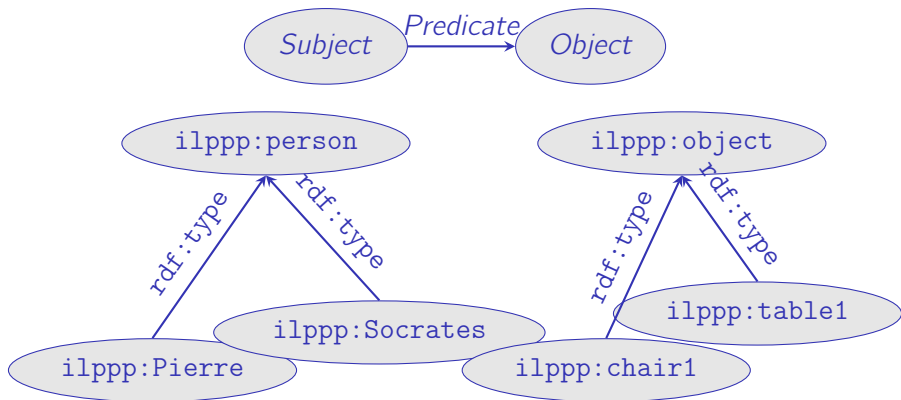 Subject
Predicate
Object
ilppp:person
ilppp:object
rdf:type
rdf:type
rdf:type
rdf:type
ilppp:Pierre
ilppp:Socrates
ilppp:chair1
ilppp:table1